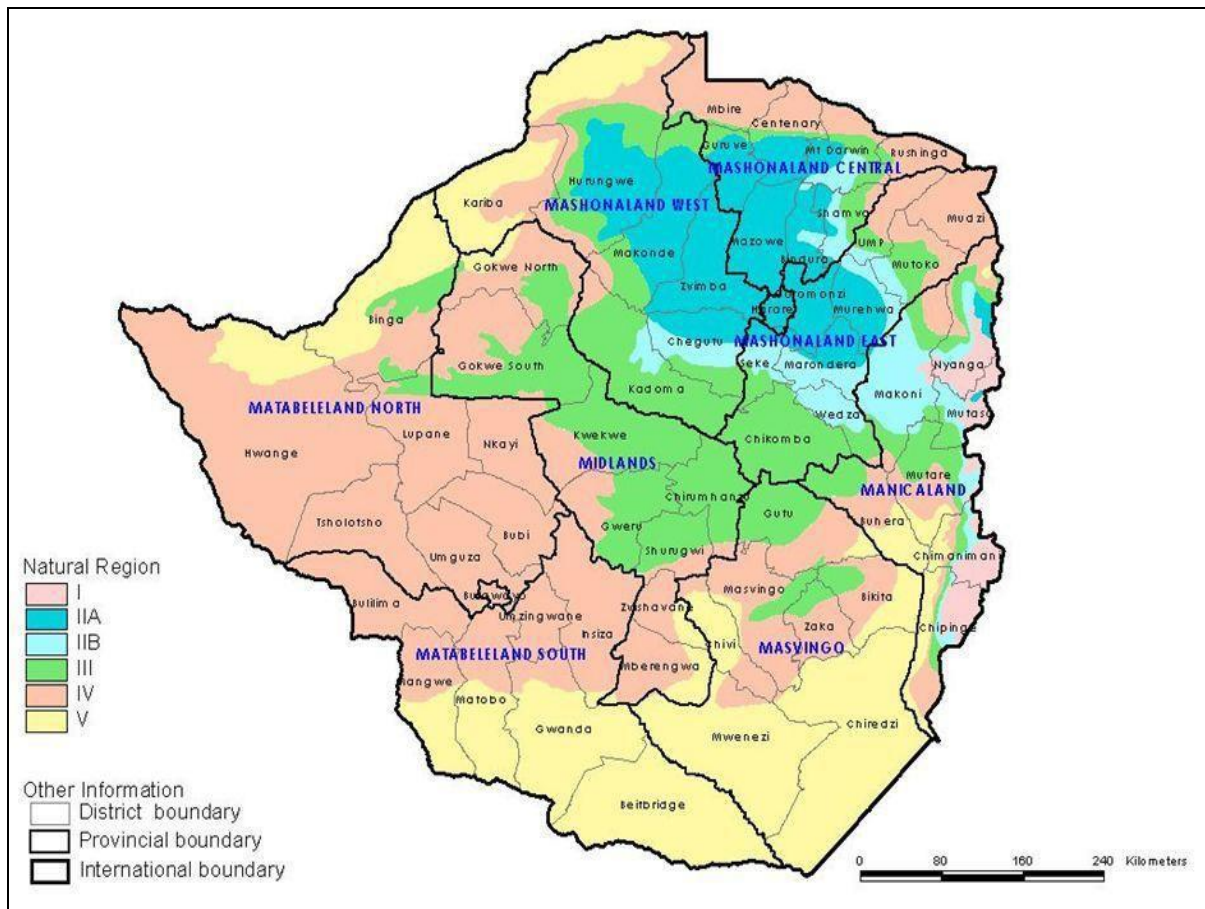 Mbire
Centenary
Guruve
Mt Darwin
Rushinga
MASHONALAND CENTRAL
Hurungwe
Kariba
MASHONALAND WEST
Shamva
Mudzi
UMP
Mazowe
Bindura
Makonde
Mutoko
Gokwe North
Zvimba
Goromonzi
Harare
Murehwa
Binga
Chegutu
MASHONALAND EAST
Seke
Marondera
Nyanga
Gokwe South
Kadoma
Makoni
MATABELELAND NORTH
Wedza
Mutasa
Lupane
Nkayi
Kwekwe
Chikomba
Hwange
MIDLANDS
Mutare
MANICALAND
Chirumhanzu
Tsholotsho
Gweru
Gutu
Buhera
Bubi
Umguza
Shurugwi
Chimanimani
Natural Region
I
IIA
IIB
III
IV
V
Masvingo
Bikita
Bulilima
Bulawayo
Zvishavane
Umzingwane
Insiza
Zaka
Chipinge
Chivi
MASVINGO
MATABELELAND SOUTH
Mberengwa
Mangwe
Matobo
Gwanda
Mwenezi
Chiredzi
Beitbridge
Other Information
District boundary
Provincial boundary
International boundary
0 80 160 240 Kilometers